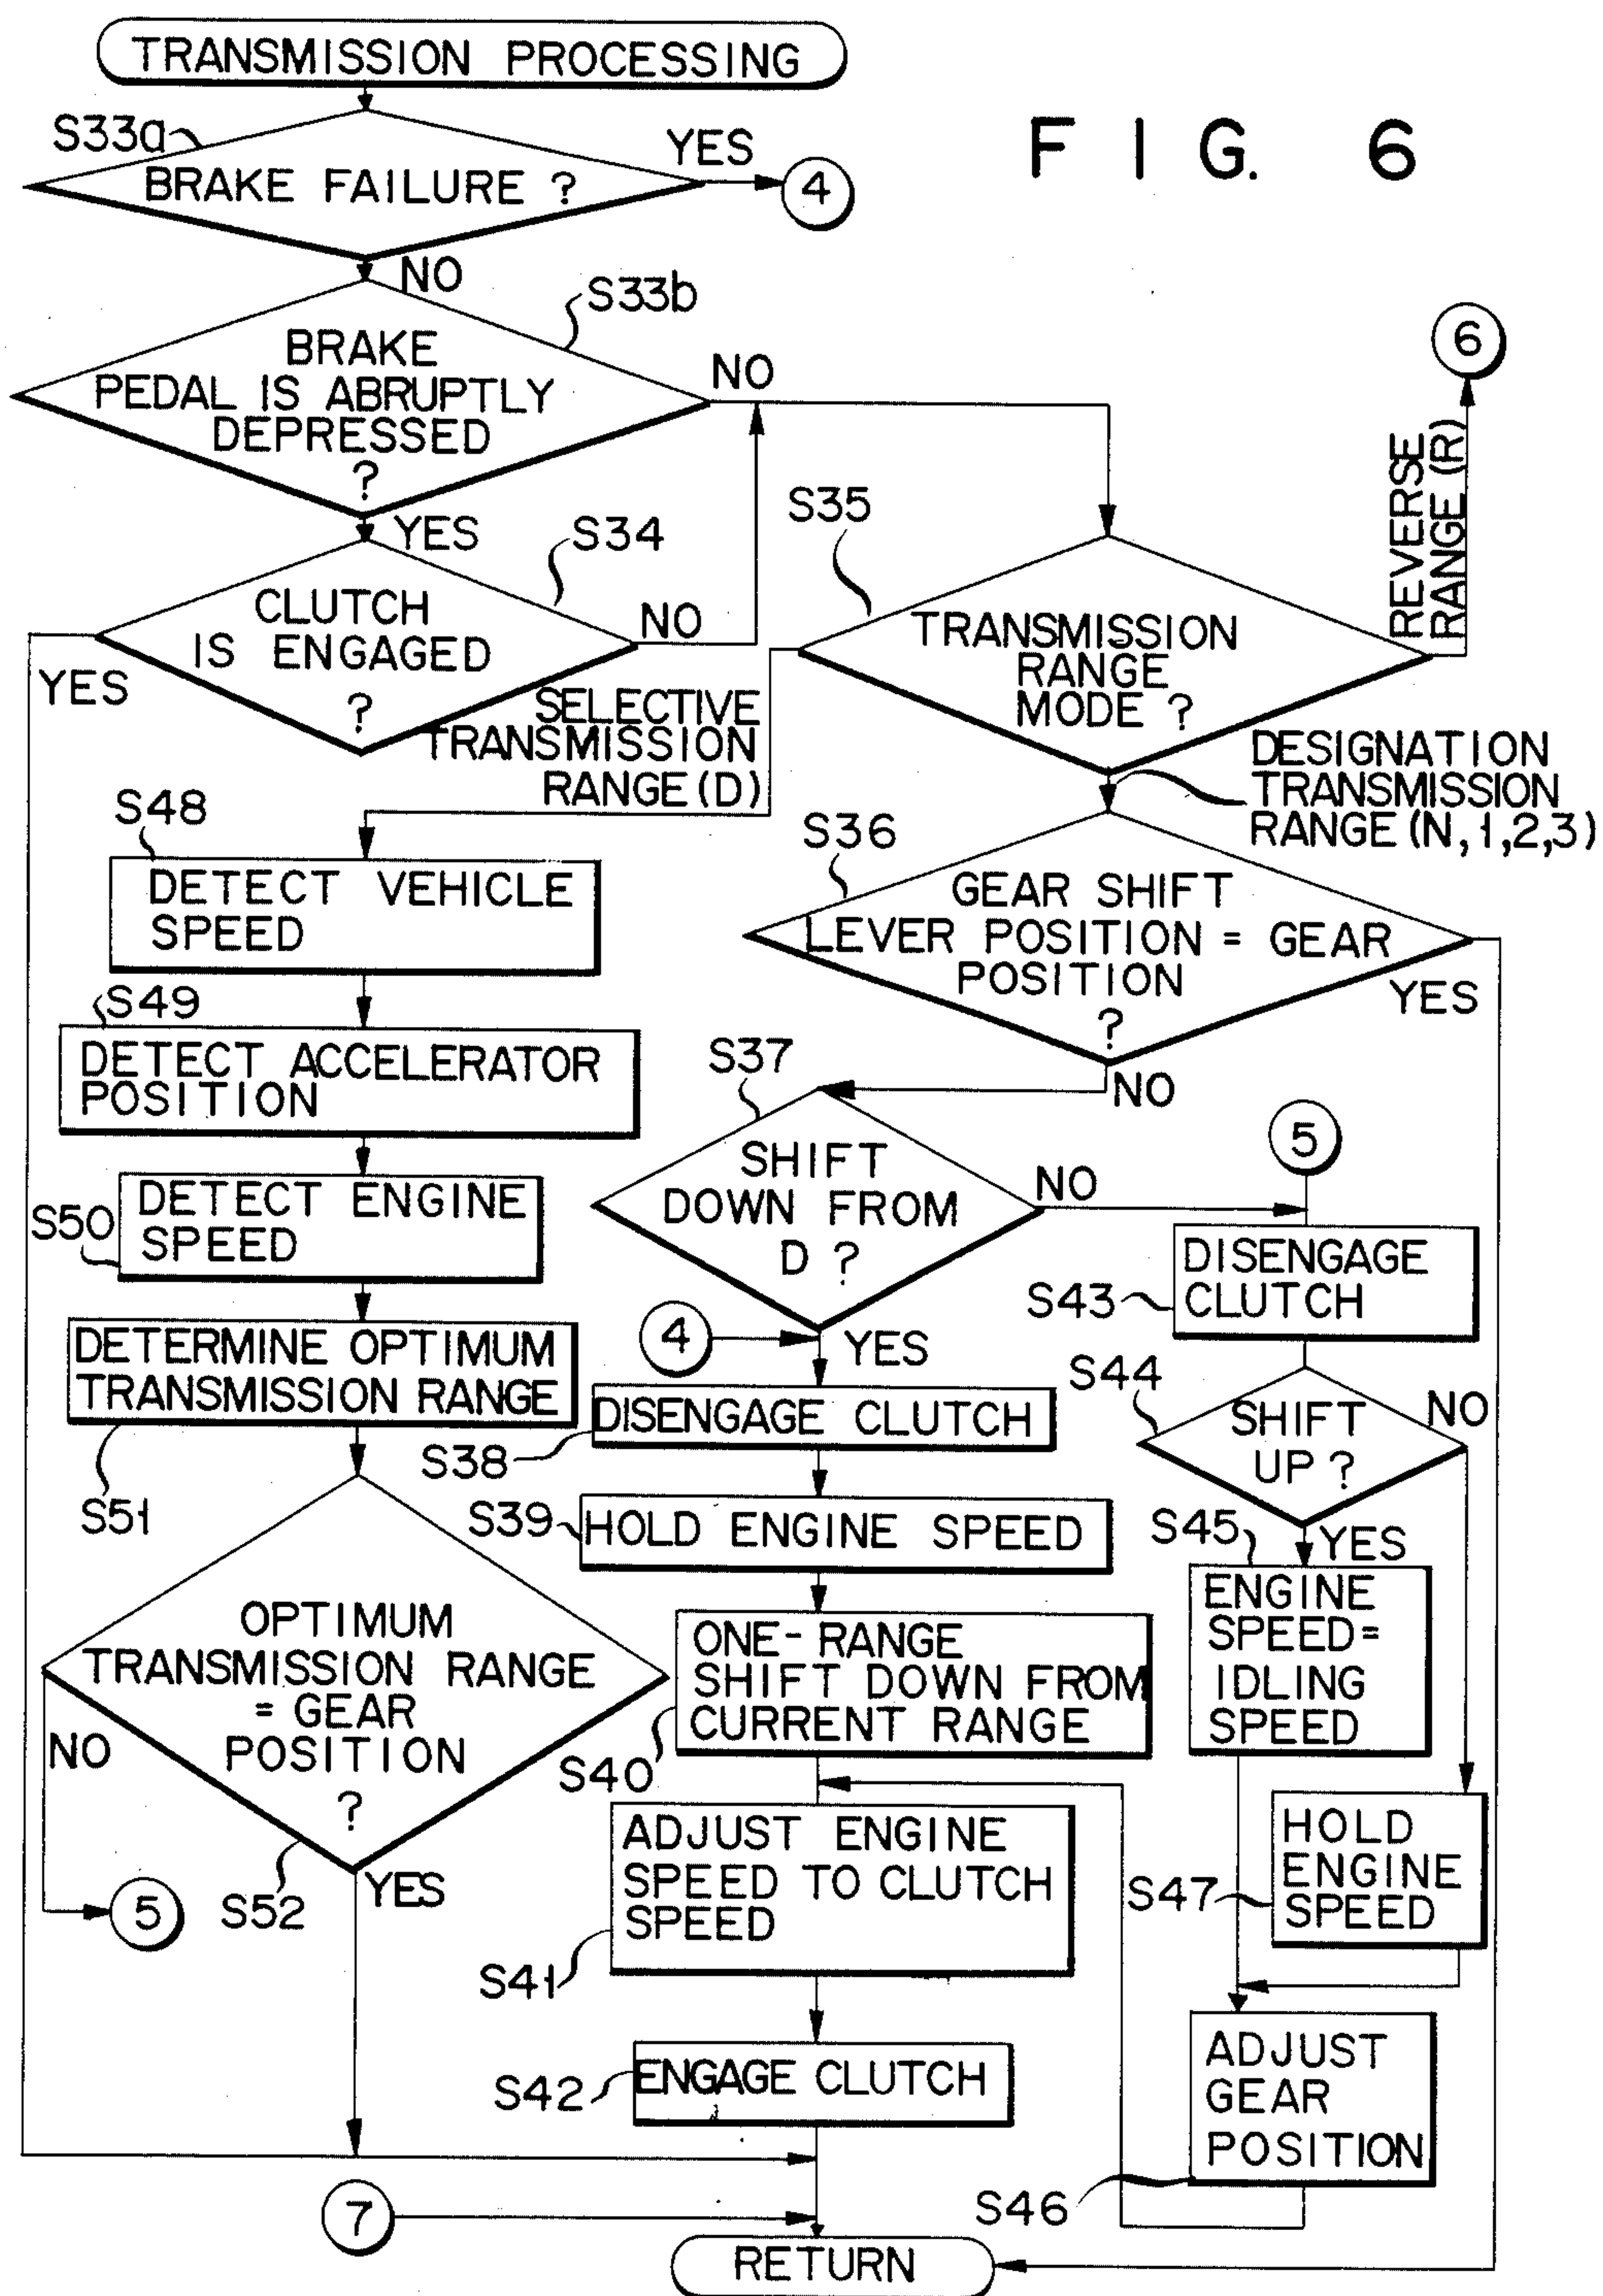 TRANSMISSION PROCESSING
FIG. 6
S33a
BRAKE FAILURE ?
YES
4
NO
S33b
BRAKE
PEDAL IS ABRUPTLY
DEPRESSED
?
NO
YES
S34
CLUTCH
IS ENGAGED
?
NO
YES
S35
TRANSMISSION
RANGE
MODE ?
REVERSE
RANGE (R)
6
SELECTIVE
TRANSMISSION
RANGE (D)
DESIGNATION
TRANSMISSION
RANGE (N,1,2,3)
S36
GEAR SHIFT
LEVER POSITION = GEAR
POSITION
?
YES
NO
S48
DETECT VEHICLE
SPEED
S49
DETECT ACCELERATOR
POSITION
S50
DETECT ENGINE
SPEED
DETERMINE OPTIMUM
TRANSMISSION RANGE
S51
OPTIMUM
TRANSMISSION RANGE
= GEAR
POSITION
?
NO
5
S52
YES
S37
SHIFT
DOWN FROM
D ?
NO
5
4
YES
DISENGAGE CLUTCH
S38
S39
HOLD ENGINE SPEED
ONE-RANGE
SHIFT DOWN FROM
CURRENT RANGE
S40
ADJUST ENGINE
SPEED TO CLUTCH
SPEED
S41
ENGAGE CLUTCH
S42
DISENGAGE
CLUTCH
S43
S44
SHIFT
UP ?
NO
YES
S45
ENGINE
SPEED=
IDLING
SPEED
HOLD
ENGINE
SPEED
S47
ADJUST
GEAR
POSITION
S46
7
RETURN